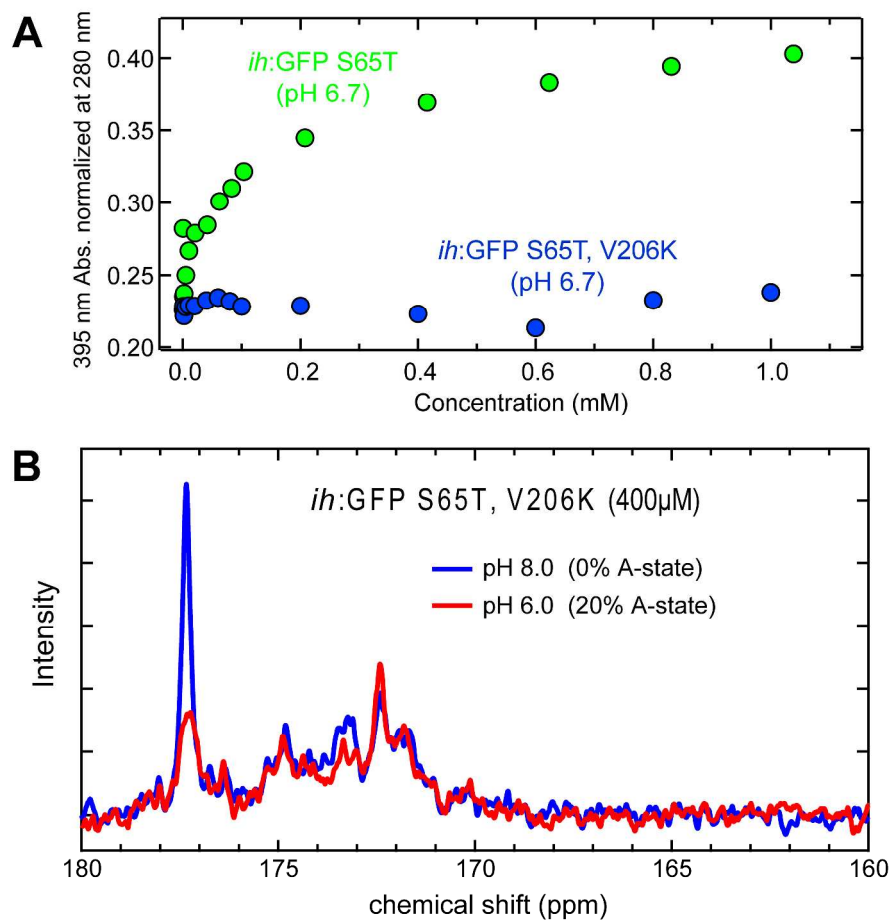 A
395 nm Abs. normalized at 280 nm
0.40
0.35
0.30
0.25
0.20
ih:GFP S65T
(pH 6.7)
ih:GFP S65T, V206K
(pH 6.7)
0.0 0.2 0.4 0.6 0.8 1.0
Concentration (mM)
B
Intensity
ih:GFP S65T, V206K (400µM)
pH 8.0 (0% A-state)
pH 6.0 (20% A-state)
180 175 170 165 160
chemical shift (ppm)